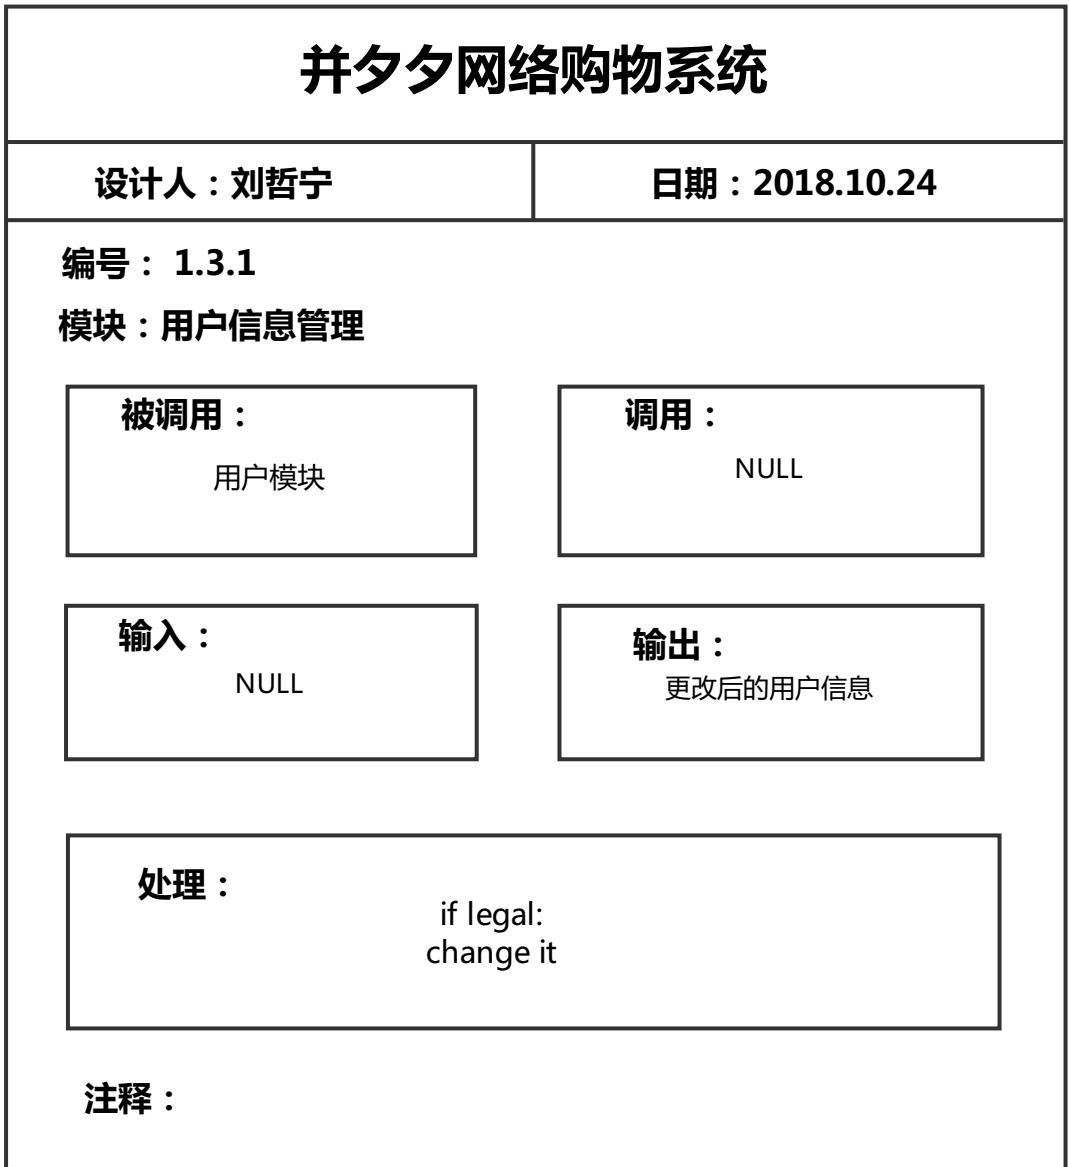 并夕夕网络购物系统
设计人：刘哲宁
日期：2018.10.24
编号： 1.3.1
模块：用户信息管理
被调用：
用户模块
调用：
NULL
输入：
NULL
输出：
更改后的用户信息
处理：
if legal:
change it
注释：